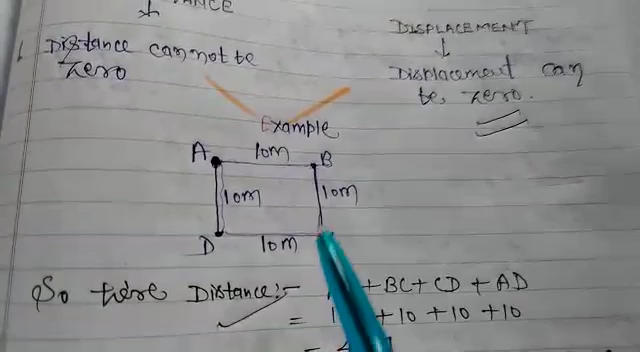 DISTANCE CANNOT BE
ZERO
DISPLACEMENT
Displacement can
be, zero.
Example
A
10m
B
10m
10m
D
10m
So there Distance:-
+BC+CD + AD
=
+10 +10 +10
=